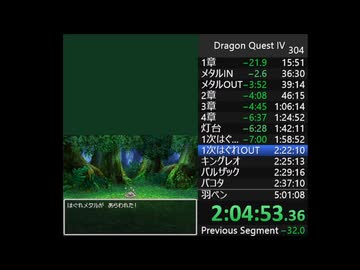 Dragon Quest IV
304
1章 −21.9 15:51
メタルIN −2.6 36:30
メタルOUT −3:52 39:14
2章 −4:08 46:15
3章 −4:45 1:06:14
4章 −6:37 1:24:52
灯台 −6:28 1:42:11
1次はぐ... −7:00 1:58:52
1次はぐれOUT 2:22:10
キングレオ 2:25:13
バルザック 2:29:16
パコタ 2:37:10
羽ペン 5:01:08
2:04:53.36
Previous Segment −32.0
はぐれメタルが あらわれた!